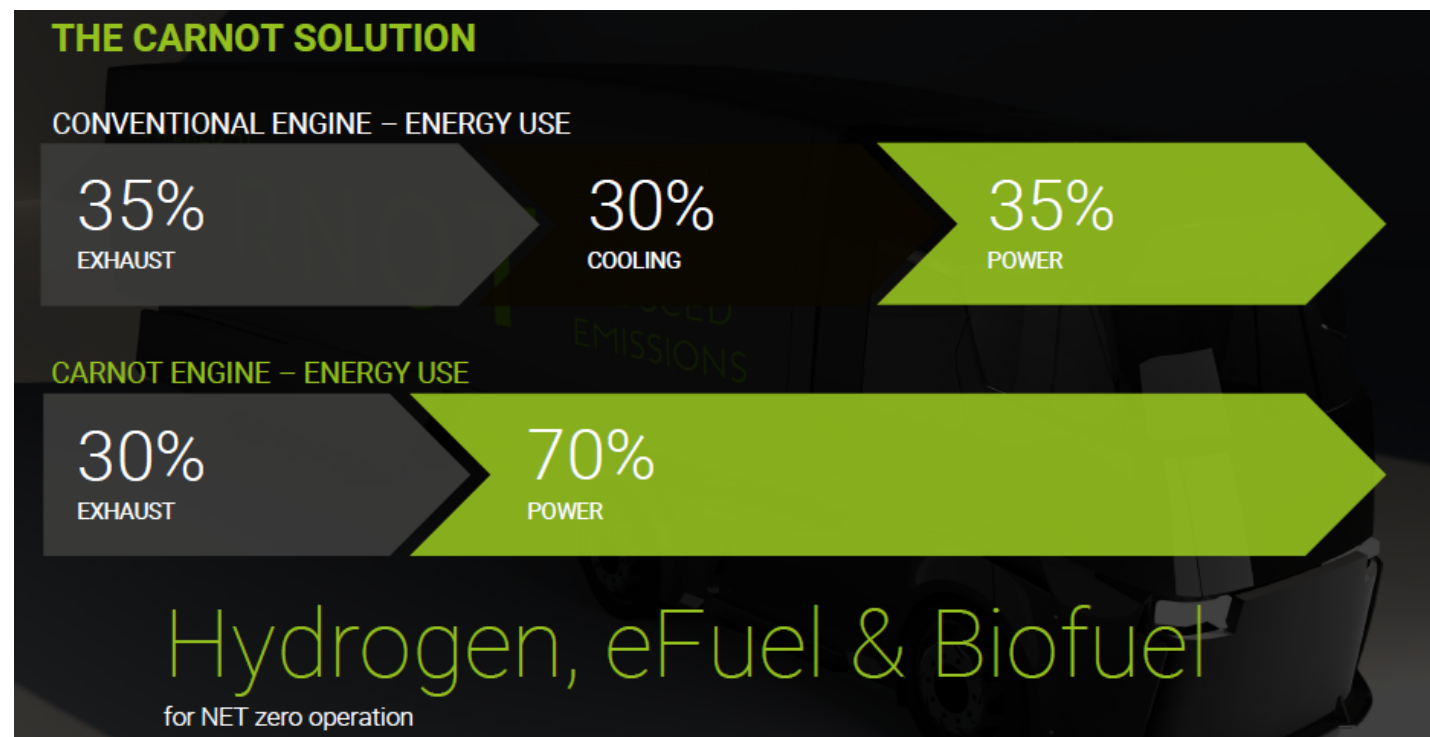 THE CARNOT SOLUTION
CONVENTIONAL ENGINE – ENERGY USE
35%
EXHAUST
30%
COOLING
35%
POWER
EMISSIONS
CARNOT ENGINE – ENERGY USE
30%
EXHAUST
70%
POWER
Hydrogen, eFuel & Biofuel
for NET zero operation